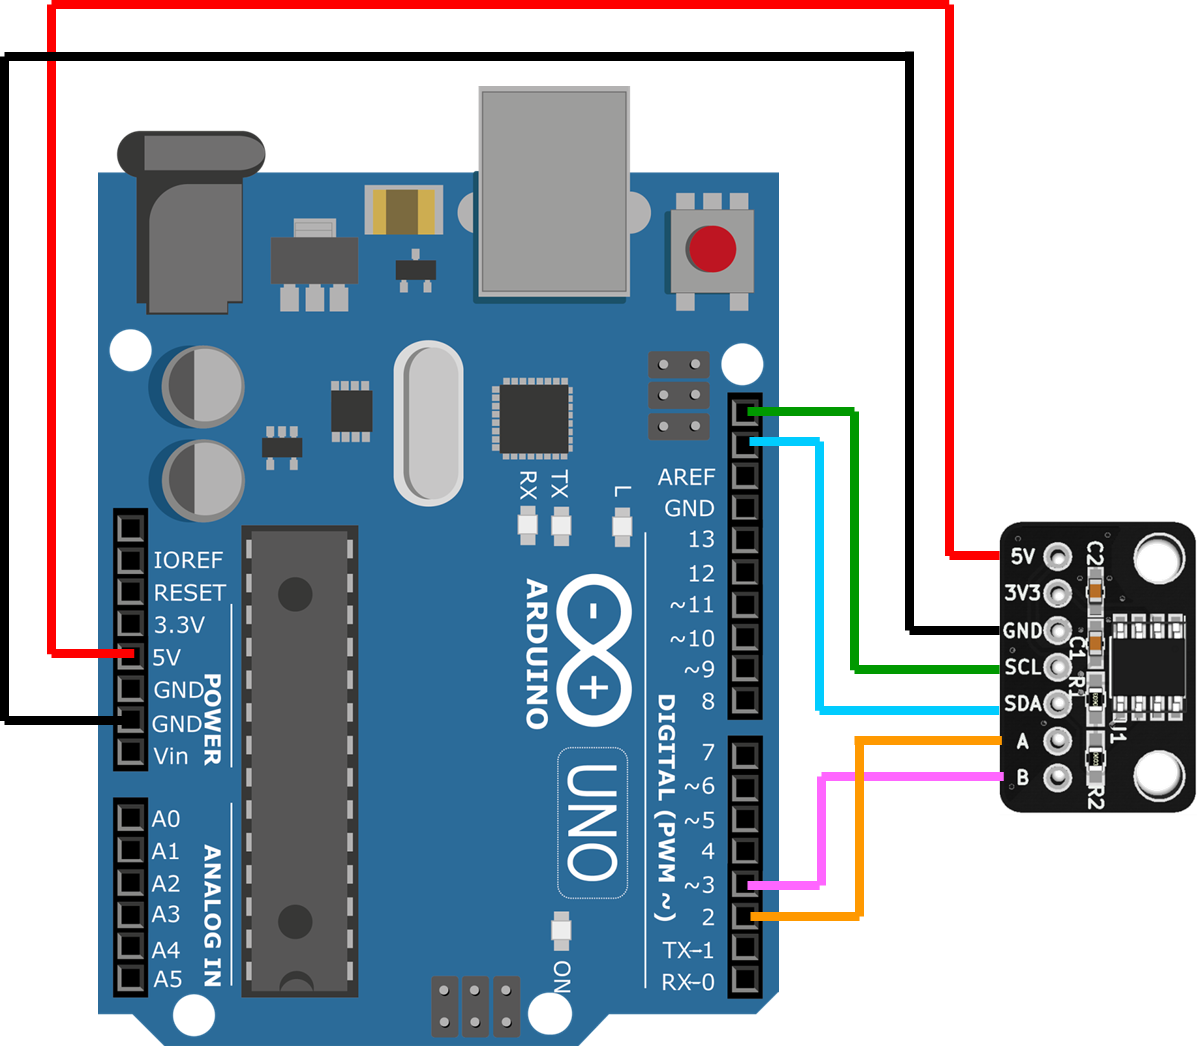 RX
TX
L
AREF
GND
13
12
~11
~10
~9
8
7
~6
~5
4
~3
2
TX-1
RX-0
DIGITAL (PWM ~)
IOREF
RESET
3.3V
5V
GND
GND
Vin
POWER
A0
A1
A2
A3
A4
A5
ANALOG IN
ARDUINO
- +
UNO
ON
5V
3V3
GND
SCL
SDA
A
B
C2
C1
R1
U1
R2